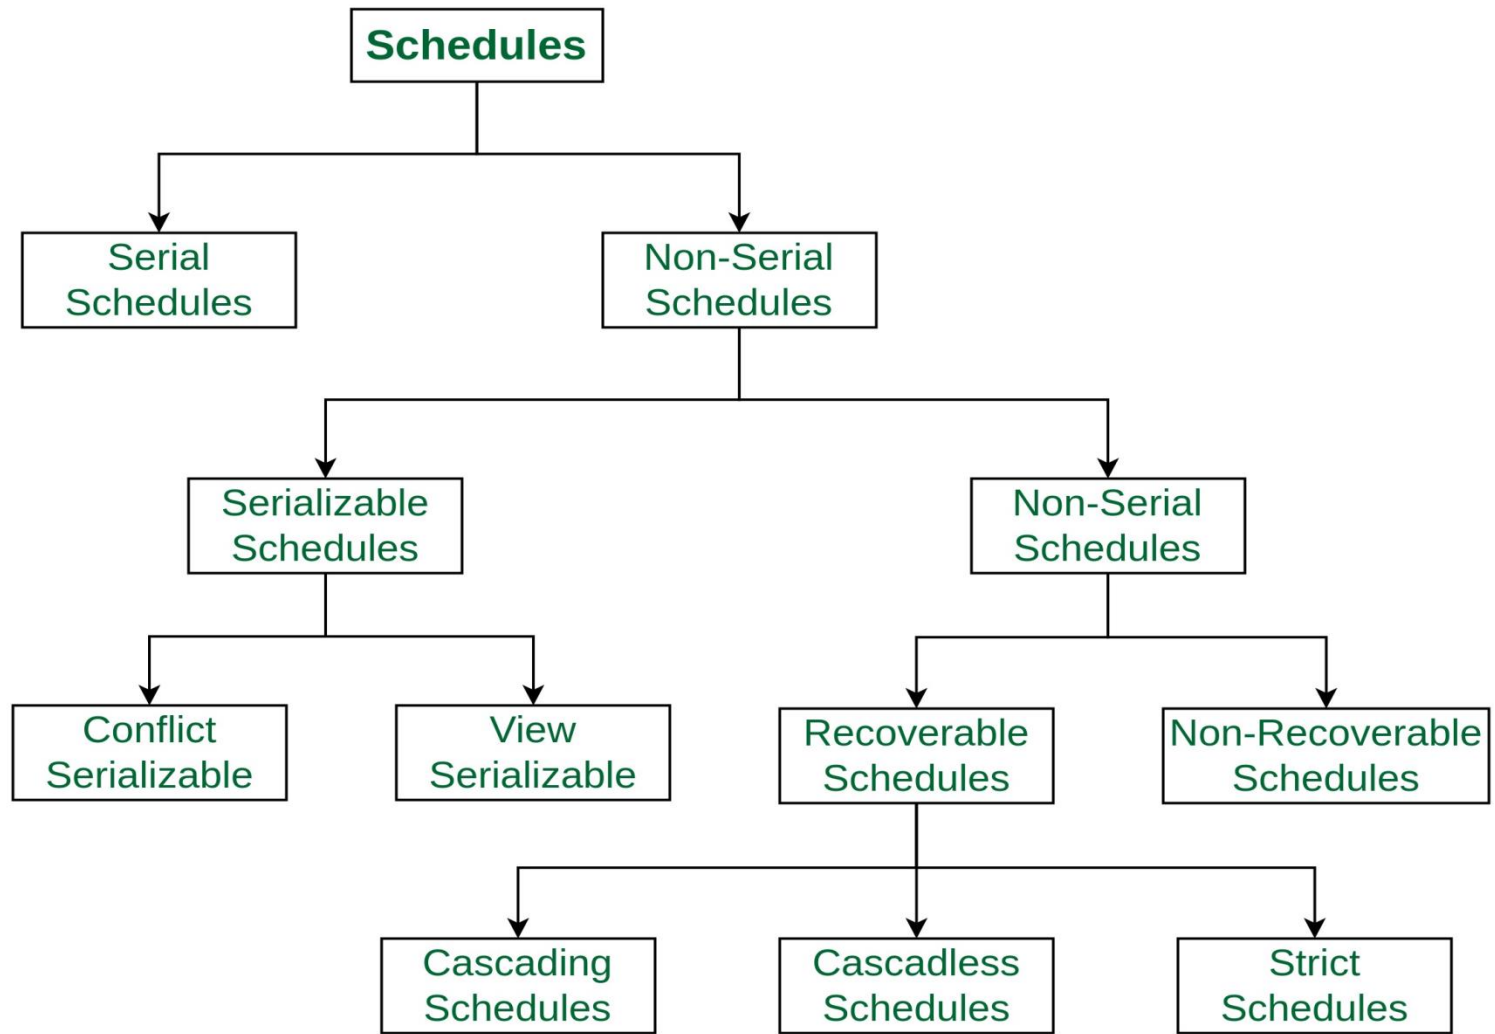 Schedules
Serial
Schedules
Non-Serial
Schedules
Serializable
Schedules
Non-Serial
Schedules
Conflict
Serializable
View
Serializable
Recoverable
Schedules
Non-Recoverable
Schedules
Cascading
Schedules
Cascadless
Schedules
Strict
Schedules